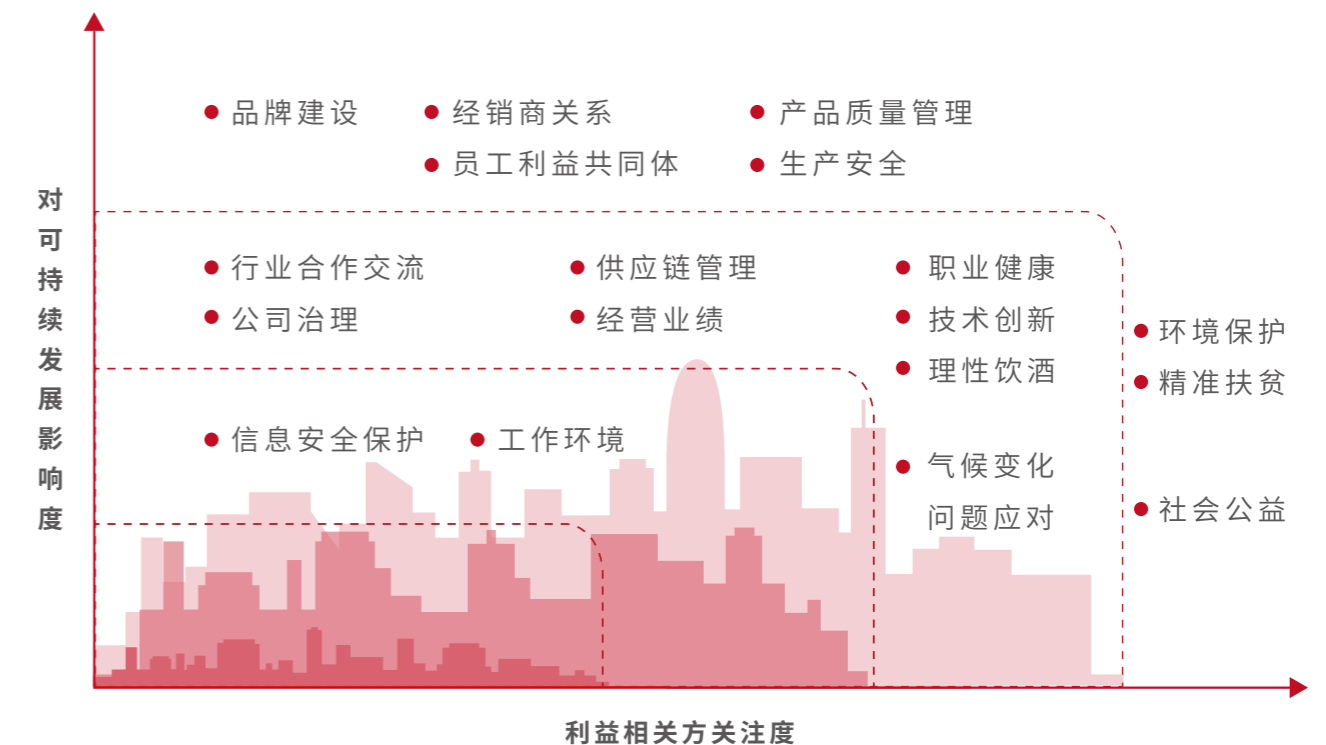 品牌建设
经销商关系
产品质量管理
员工利益共同体
生产安全
对可持续发展影响度
行业合作交流
供应链管理
职业健康
公司治理
经营业绩
技术创新
环境保护
理性饮酒
精准扶贫
信息安全保护
工作环境
气候变化
问题应对
社会公益
利益相关方关注度